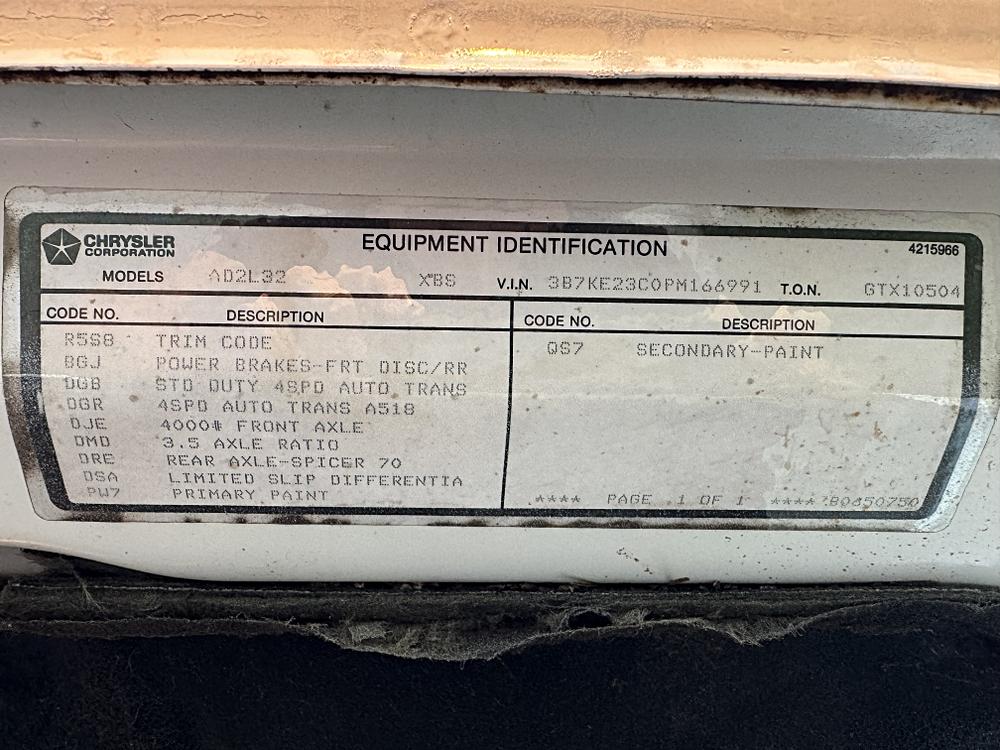 CHRYSLER CORPORATION
EQUIPMENT IDENTIFICATION
4215966
MODELS AD2L32 XBS V.I.N. 3B7KE23C0PM166991 T.O.N. GTX10504
CODE NO. DESCRIPTION
R5S8 TRIM CODE
BGJ POWER BRAKES-FRT DISC/RR
DGB STD DUTY 4SPD AUTO TRANS
DGR 4SPD AUTO TRANS A518
DJE 4000# FRONT AXLE
DMD 3.5 AXLE RATIO
DRE REAR AXLE-SPICER 70
DSA LIMITED SLIP DIFFERENTIA
PW7 PRIMARY PAINT
CODE NO. DESCRIPTION
QS7 SECONDARY-PAINT
**** PAGE 1 OF 1 ****